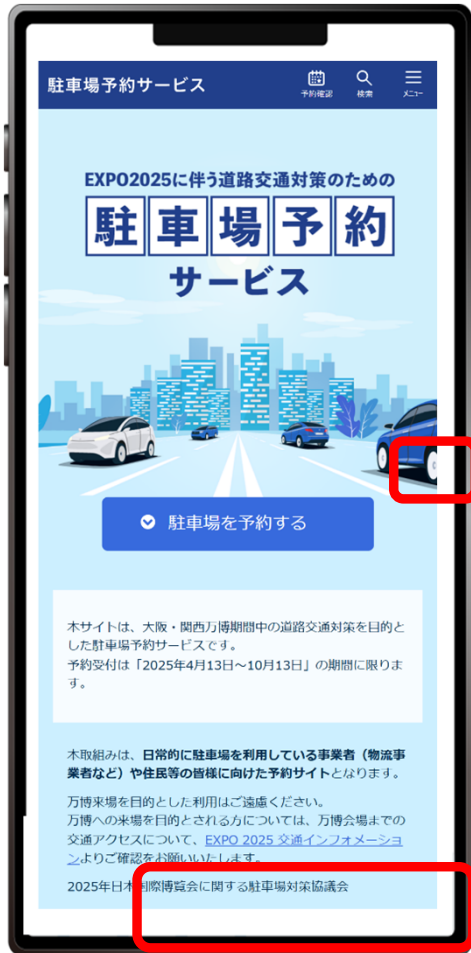 駐車場予約サービス
予約確認 検索 メニュー
EXPO2025に伴う道路交通対策のための
駐車場予約
サービス
駐車場を予約する
本サイトは、大阪・関西万博期間中の道路交通対策を目的と
した駐車場予約サービスです。
予約受付は「2025年4月13日～10月13日」の期間に限りま
す。
本取組みは、日常的に駐車場を利用している事業者（物流事
業者など）や住民等の皆様に向けた予約サイトとなります。
万博来場を目的とした利用はご遠慮ください。
万博への来場を目的とされる方については、万博会場までの
交通アクセスについて、EXPO 2025 交通インフォメーショ
ンよりご確認をお願いいたします。
2025年日本国際博覧会に関する駐車場対策協議会